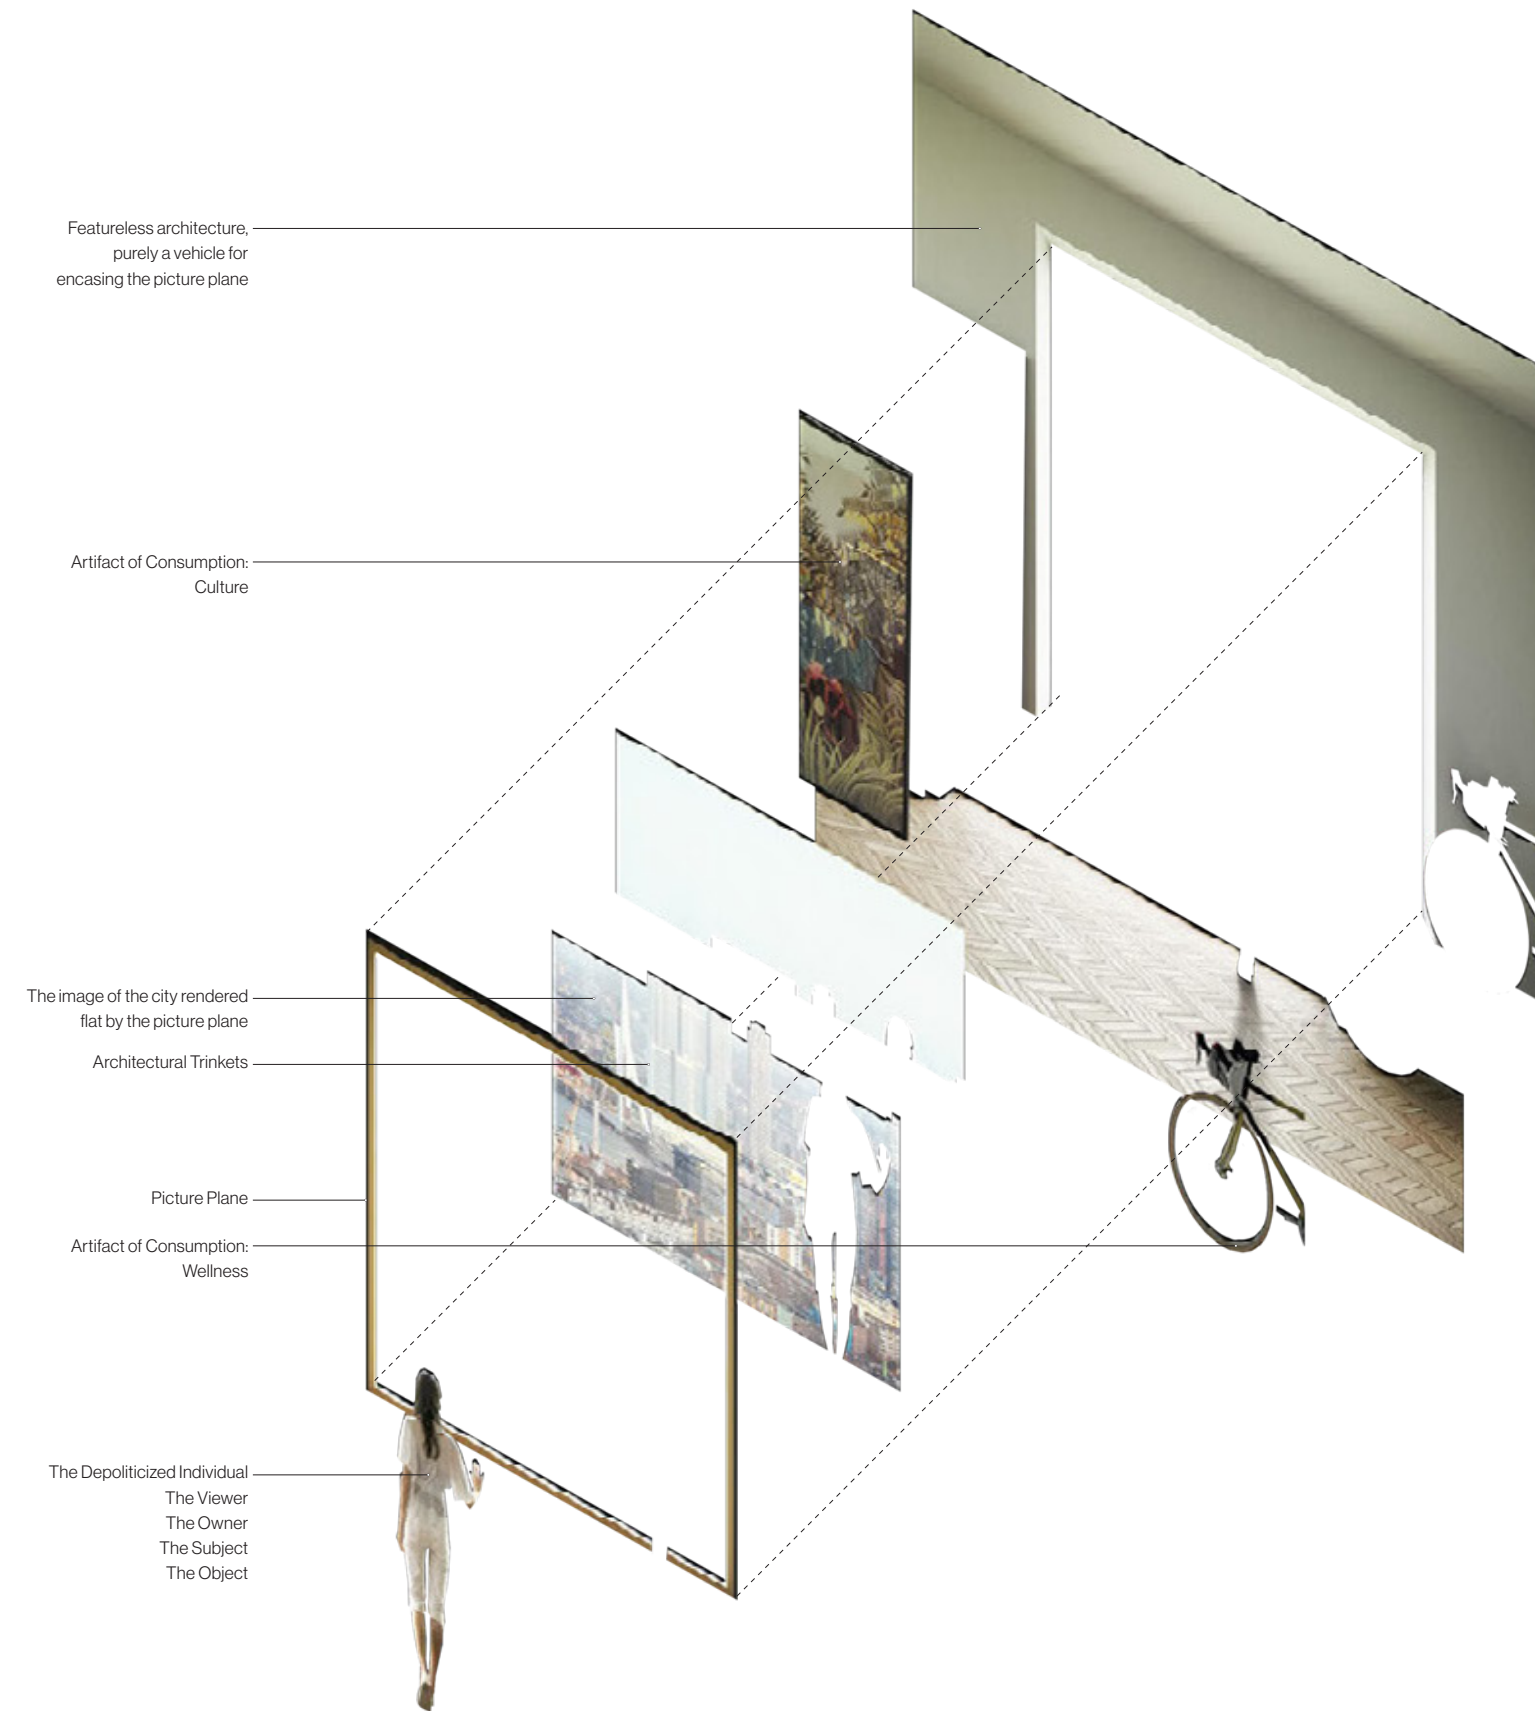 Featureless architecture,
purely a vehicle for
encasing the picture plane
Artifact of Consumption:
Culture
The image of the city rendered
flat by the picture plane
Architectural Trinkets
Picture Plane
Artifact of Consumption:
Wellness
The Depoliticized Individual
The Viewer
The Owner
The Subject
The Object